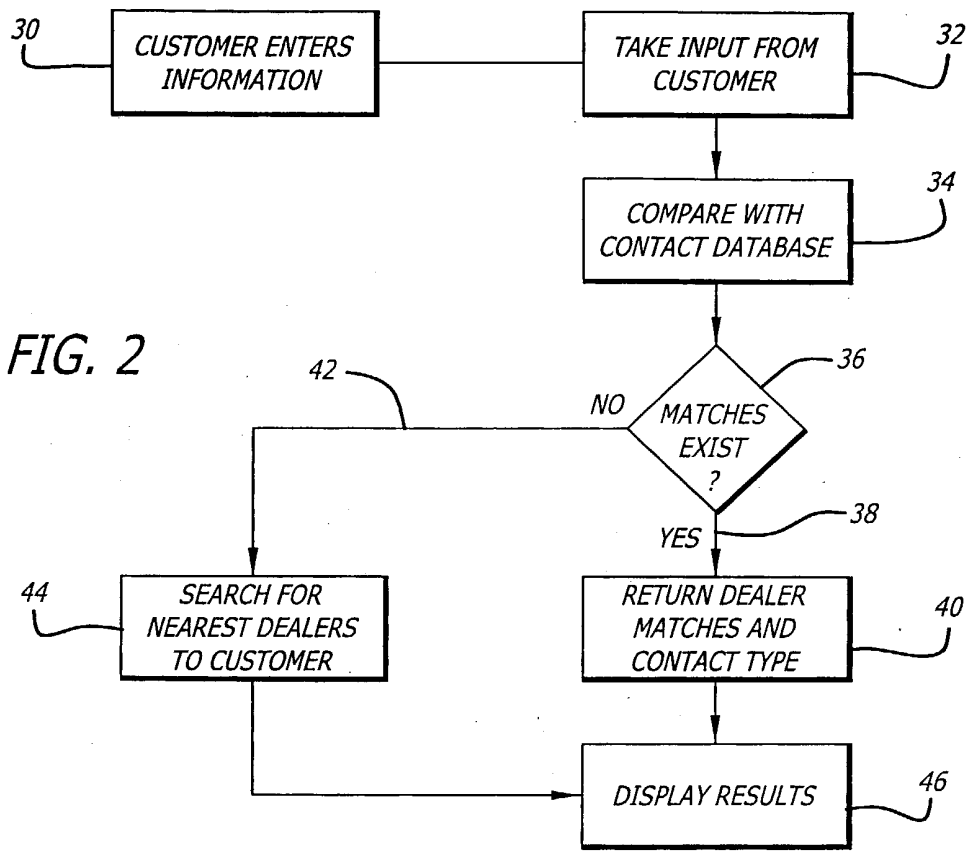 30
CUSTOMER ENTERS
INFORMATION
TAKE INPUT FROM
CUSTOMER
32
COMPARE WITH
CONTACT DATABASE
34
FIG. 2
42
NO
MATCHES
EXIST
?
36
YES
38
44
SEARCH FOR
NEAREST DEALERS
TO CUSTOMER
RETURN DEALER
MATCHES AND
CONTACT TYPE
40
DISPLAY RESULTS
46